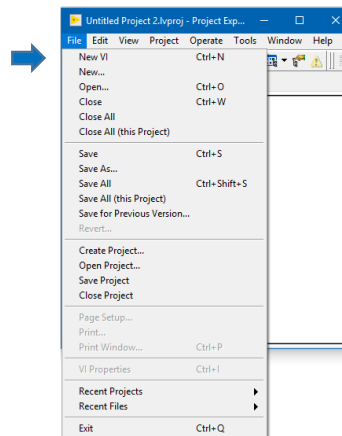 Untitled Project 2.lvproj - Project Exp...
File Edit View Project Operate Tools Window Help
New VI Ctrl+N
New...
Open... Ctrl+O
Close Ctrl+W
Close All
Close All (this Project)
Save Ctrl+S
Save As...
Save All Ctrl+Shift+S
Save All (this Project)
Save for Previous Version...
Revert...
Create Project...
Open Project...
Save Project
Close Project
Page Setup...
Print...
Print Window... Ctrl+P
VI Properties Ctrl+I
Recent Projects
Recent Files
Exit Ctrl+Q